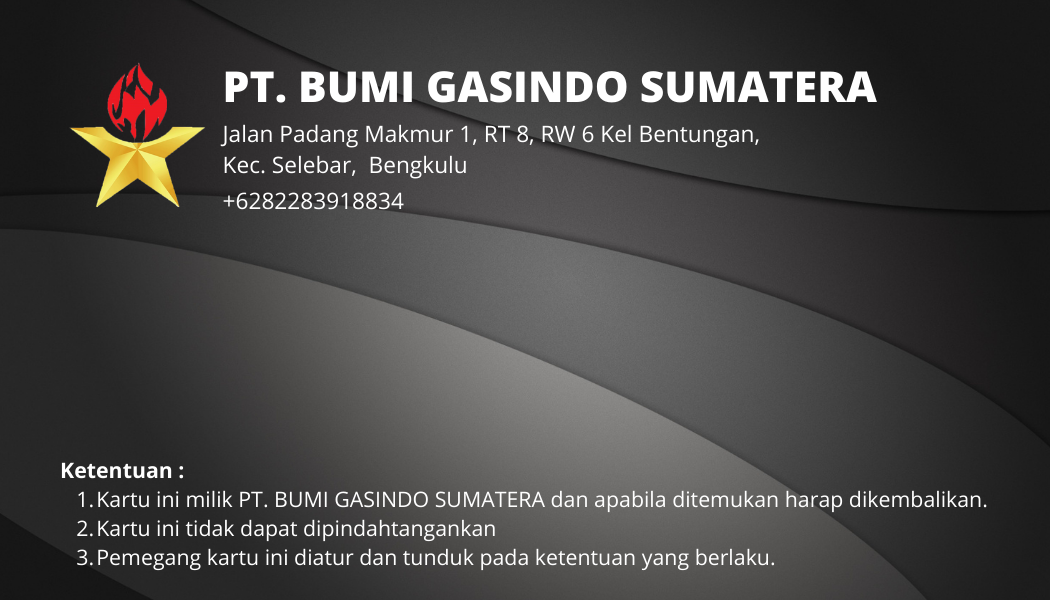 PT. BUMI GASINDO SUMATERA
Jalan Padang Makmur 1, RT 8, RW 6 Kel Bentungan,
Kec. Selebar, Bengkulu
+6282283918834
Ketentuan :
1. Kartu ini milik PT. BUMI GASINDO SUMATERA dan apabila ditemukan harap dikembalikan.
2. Kartu ini tidak dapat dipindahtangankan
3. Pemegang kartu ini diatur dan tunduk pada ketentuan yang berlaku.